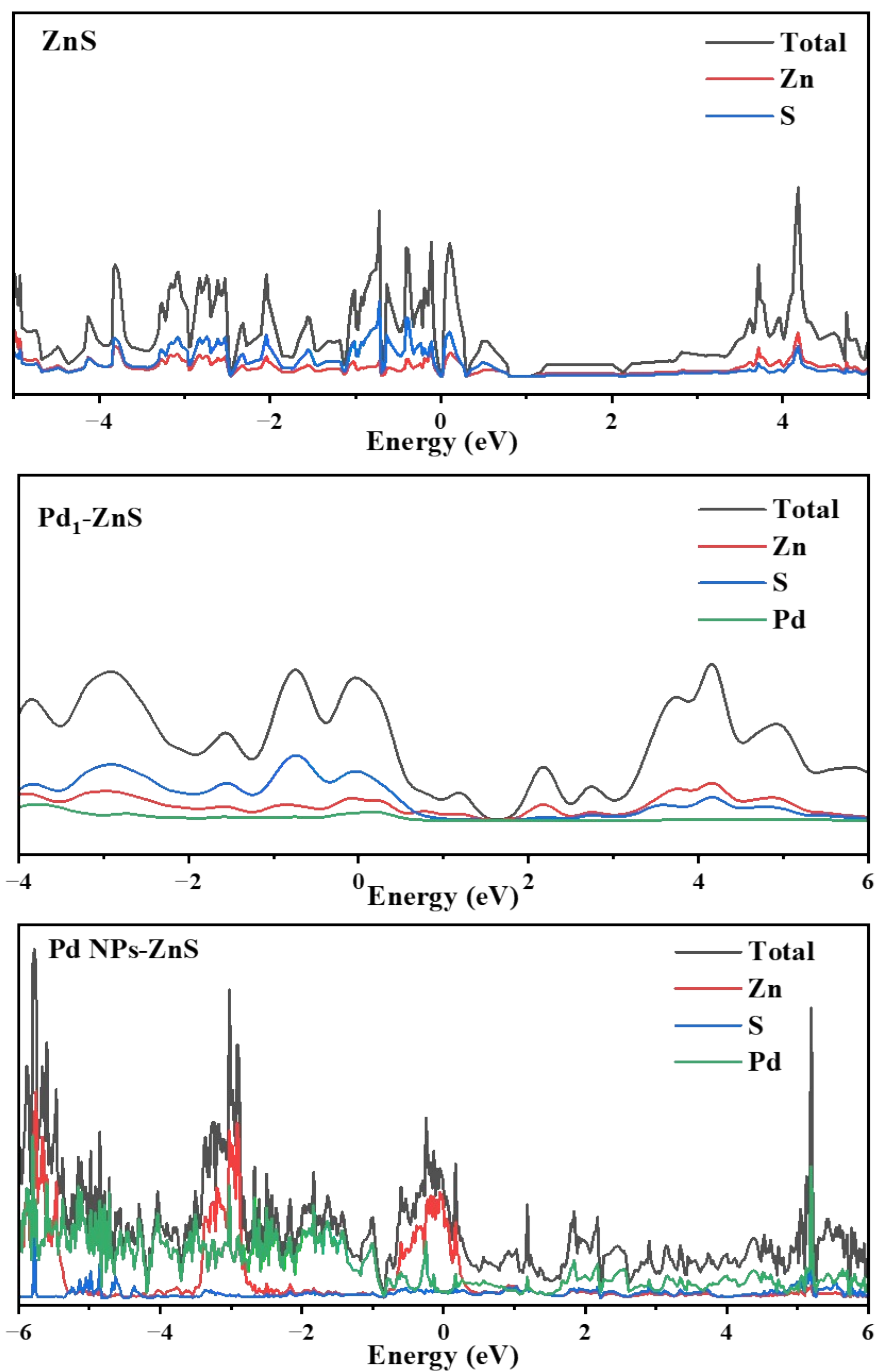 ZnS
Total
Zn
S
−4
−2
0
2
4
Energy (eV)
Pd₁-ZnS
Total
Zn
S
Pd
−4
−2
0
2
4
6
Energy (eV)
Pd NPs-ZnS
Total
Zn
S
Pd
−6
−4
−2
0
2
4
6
Energy (eV)